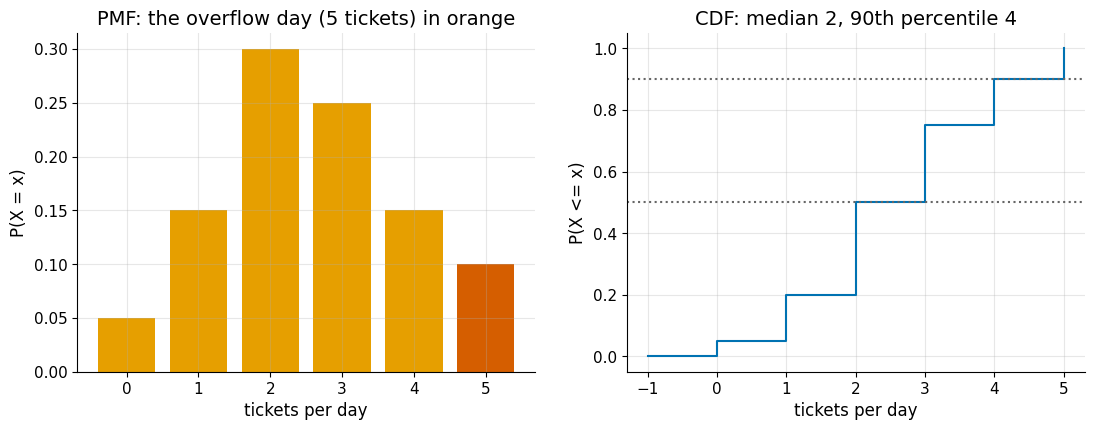 PMF: the overflow day (5 tickets) in orange
P(X = x)
0.30
0.25
0.20
0.15
0.10
0.05
0.00
0 1 2 3 4 5
tickets per day
CDF: median 2, 90th percentile 4
P(X <= x)
1.0
0.8
0.6
0.4
0.2
0.0
−1 0 1 2 3 4 5
tickets per day